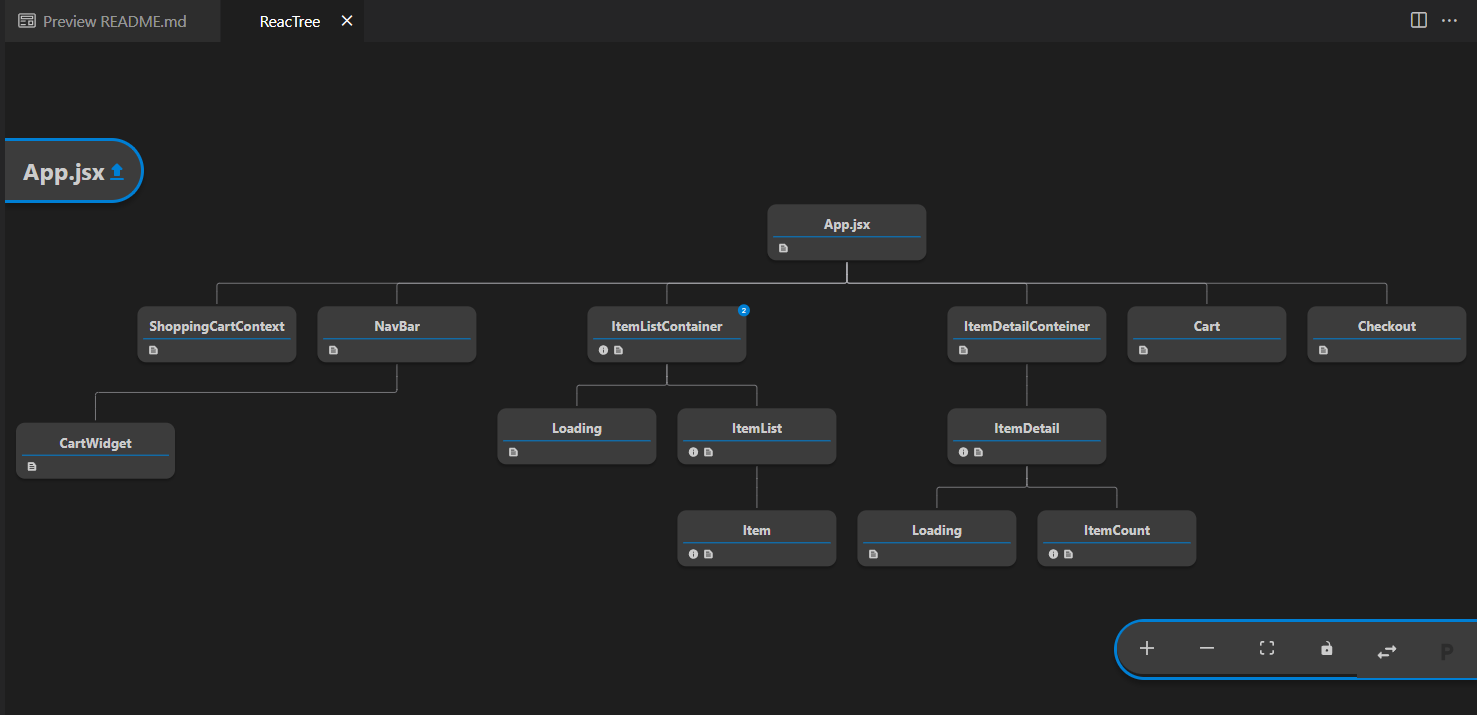 Preview README.md
ReacTree
App.jsx
App.jsx
ShoppingCartContext
NavBar
ItemListContainer
2
ItemDetailConteiner
Cart
Checkout
CartWidget
Loading
ItemList
ItemDetail
Item
Loading
ItemCount
P